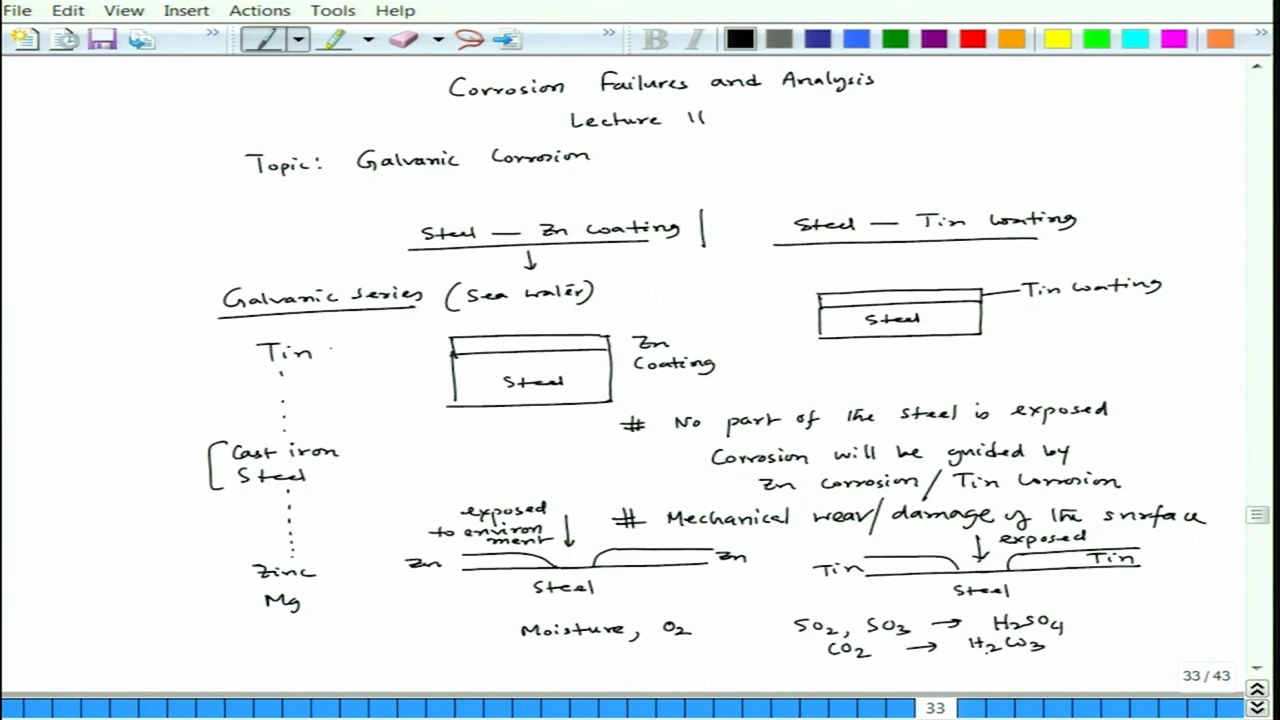 File Edit View Insert Actions Tools Help
B I
Corrosion Failures and Analysis
Lecture 11
Topic: Galvanic Corrosion
Steel — Zn Coating | Steel — Tin Coating
Galvanic series (Sea water)
Tin
Cast iron
Steel
Zinc
Mg
Zn
Coating
Steel
Tin Coating
Steel
# No part of the steel is exposed
Corrosion will be guided by
Zn corrosion / Tin Corrosion
# Mechanical wear/damage of the surface
exposed
to environ
ment
Zn
Zn
Steel
exposed
Tin
Tin
Steel
Moisture, O2
SO2, SO3 → H2SO4
CO2 → H2CO3
33 / 43
33